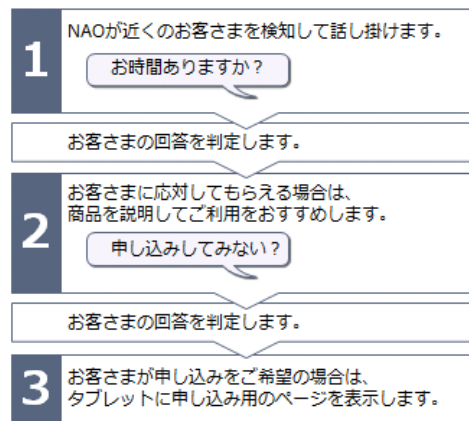 1
NAOが近くのお客さまを検知して話し掛けます。
お時間ありますか？
お客さまの回答を判定します。
2
お客さまに応対してもらえる場合は、
商品を説明してご利用をおすすめします。
申し込みしてみない？
お客さまの回答を判定します。
3
お客さまが申し込みをご希望の場合は、
タブレットに申し込み用のページを表示します。